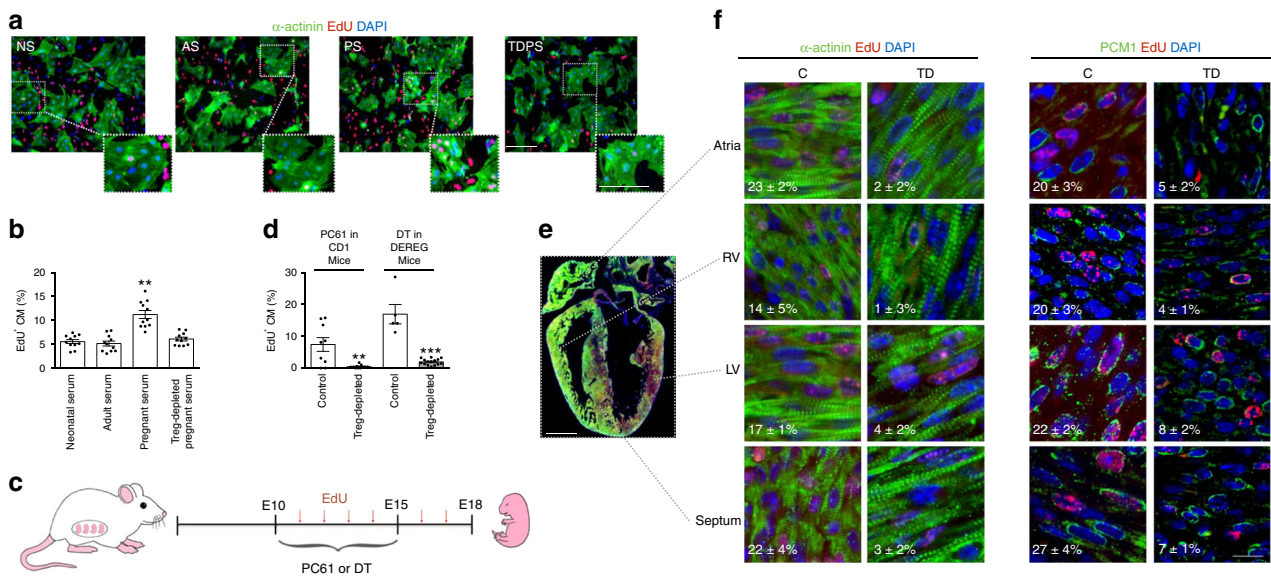 a
α-actinin EdU DAPI
NS
AS
PS
TDPS
b
EdU+ CM (%)
20
15
10
5
0
**
Neonatal serum
Adult serum
Pregnant serum
Treg-depleted
pregnant serum
d
PC61 in
CD1
Mice
DT in
DEREG
Mice
EdU+ CM (%)
30
20
10
0
**
***
Control
Treg-depleted
Control
Treg-depleted
c
E10
EdU
E15
E18
PC61 or DT
e
f
α-actinin EdU DAPI
PCM1 EdU DAPI
C
TD
C
TD
Atria
23 ± 2%
2 ± 2%
20 ± 3%
5 ± 2%
RV
14 ± 5%
1 ± 3%
20 ± 3%
4 ± 1%
LV
17 ± 1%
4 ± 2%
22 ± 2%
8 ± 2%
Septum
22 ± 4%
3 ± 2%
27 ± 4%
7 ± 1%